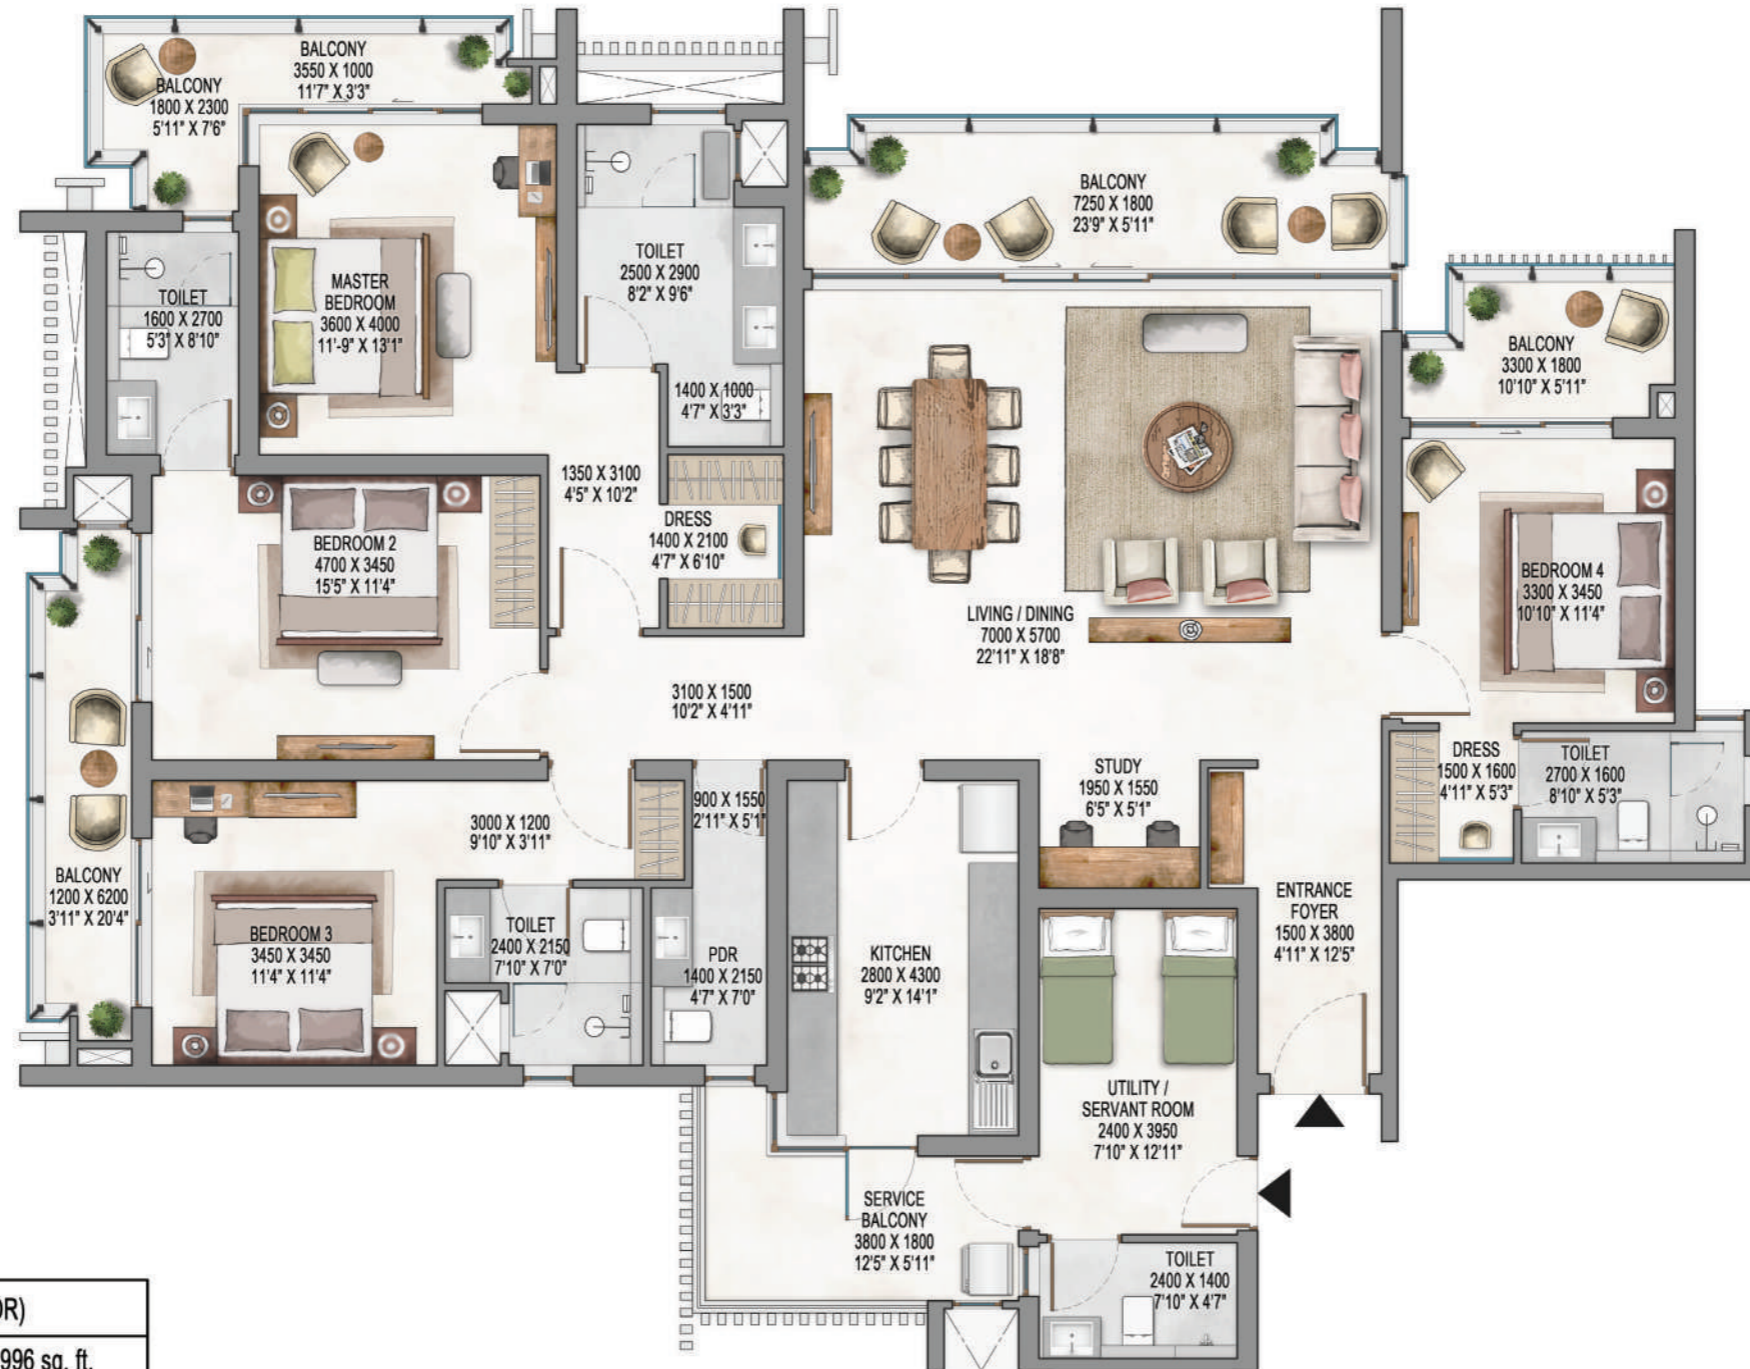 BALCONY
3550 X 1000
11'7" X 3'3"
BALCONY
1800 X 2300
5'11" X 7'6"
BALCONY
7250 X 1800
23'9" X 5'11"
TOILET
2500 X 2900
8'2" X 9'6"
MASTER
BEDROOM
3600 X 4000
11'-9" X 13'1"
TOILET
1600 X 2700
5'3" X 8'10"
BALCONY
3300 X 1800
10'10" X 5'11"
1400 X 1000
4'7" X 3'3"
1350 X 3100
4'5" X 10'2"
DRESS
1400 X 2100
4'7" X 6'10"
BEDROOM 2
4700 X 3450
15'5" X 11'4"
BEDROOM 4
3300 X 3450
10'10" X 11'4"
LIVING / DINING
7000 X 5700
22'11" X 18'8"
3100 X 1500
10'2" X 4'11"
STUDY
1950 X 1550
6'5" X 5'1"
DRESS
1500 X 1600
4'11" X 5'3"
TOILET
2700 X 1600
8'10" X 5'3"
900 X 1550
2'11" X 5'1"
3000 X 1200
9'10" X 3'11"
BALCONY
1200 X 6200
3'11" X 20'4"
BEDROOM 3
3450 X 3450
11'4" X 11'4"
TOILET
2400 X 2150
7'10" X 7'0"
PDR
1400 X 2150
4'7" X 7'0"
KITCHEN
2800 X 4300
9'2" X 14'1"
ENTRANCE
FOYER
1500 X 3800
4'11" X 12'5"
UTILITY /
SERVANT ROOM
2400 X 3950
7'10" X 12'11"
SERVICE
BALCONY
3800 X 1800
12'5" X 5'11"
TOILET
2400 X 1400
7'10" X 4'7"
OR)
996 sq. ft.